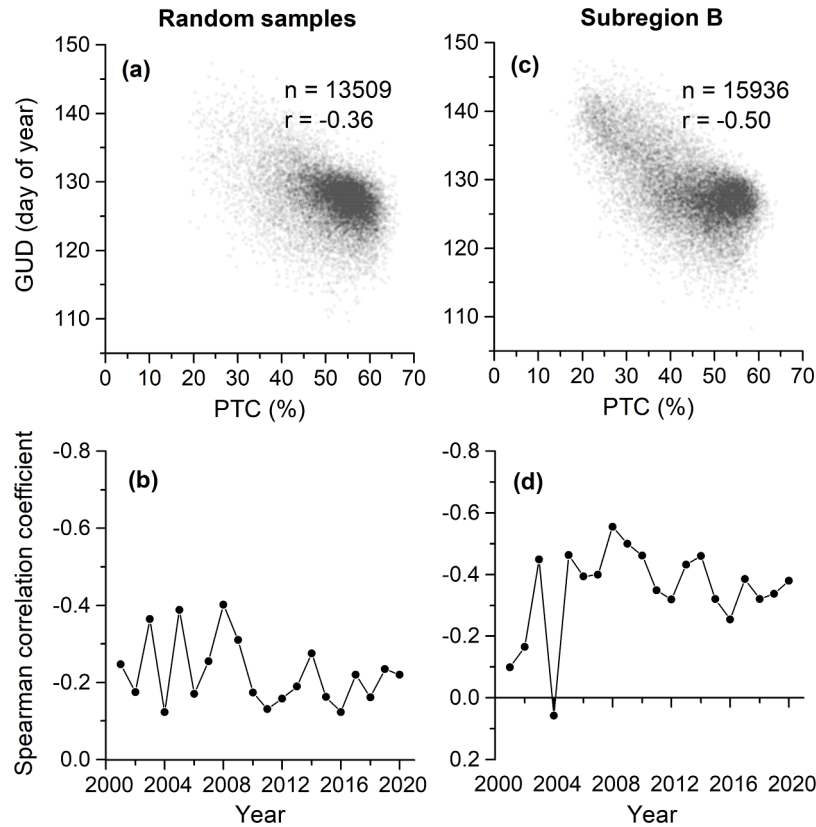 Random samples
Subregion B
(a)
n = 13509
r = -0.36
GUD (day of year)
150
140
130
120
110
0 10 20 30 40 50 60 70
PTC (%)
(c)
n = 15936
r = -0.50
150
140
130
120
110
0 10 20 30 40 50 60 70
PTC (%)
(b)
Spearman correlation coefficient
-0.8
-0.6
-0.4
-0.2
0.0
2000 2004 2008 2012 2016 2020
Year
(d)
-0.8
-0.6
-0.4
-0.2
0.0
0.2
2000 2004 2008 2012 2016 2020
Year